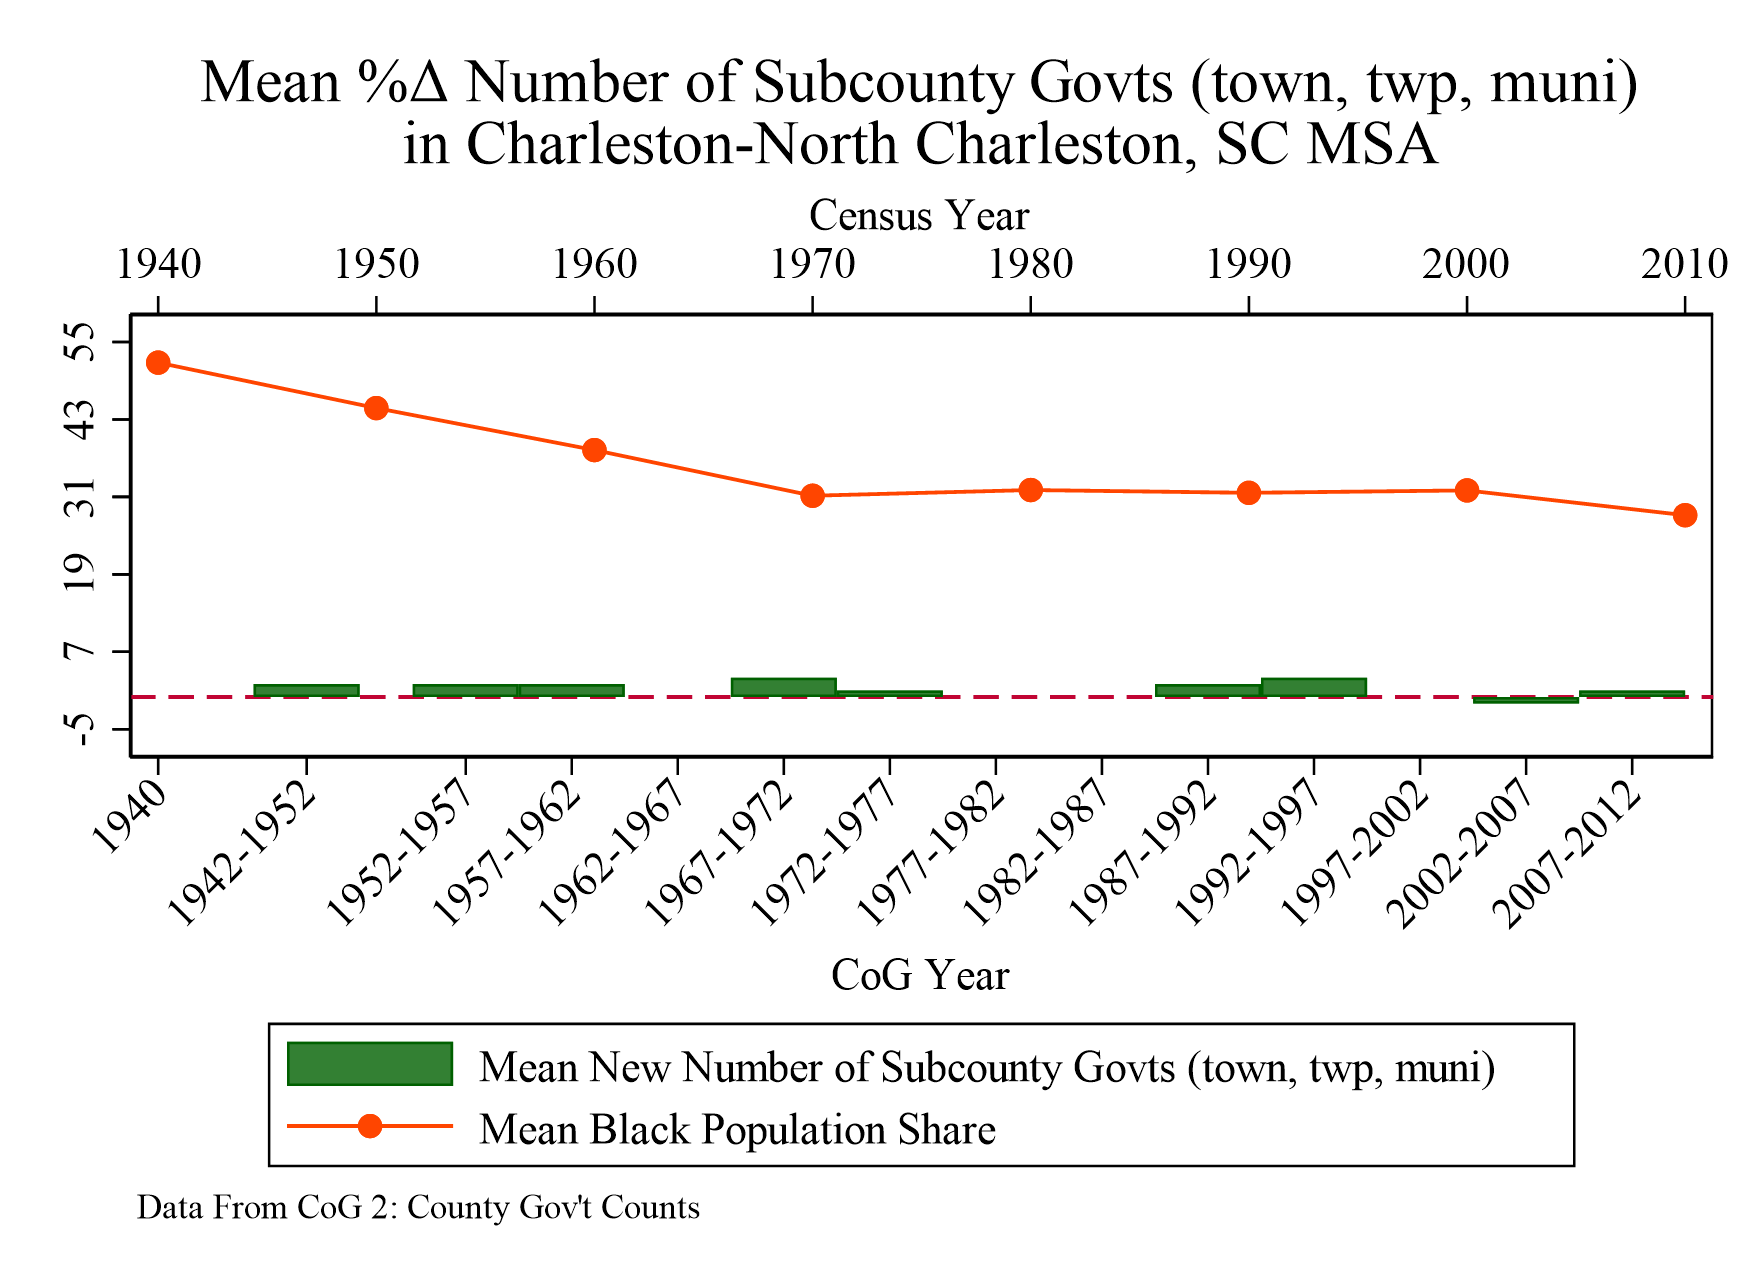 Mean %Δ Number of Subcounty Govts (town, twp, muni)
in Charleston-North Charleston, SC MSA
Census Year
1940 1950 1960 1970 1980 1990 2000 2010
55
43
31
19
7
-5
1940 1942-1952 1952-1957 1957-1962 1962-1967 1967-1972 1972-1977 1977-1982 1982-1987 1987-1992 1992-1997 1997-2002 2002-2007 2007-2012
CoG Year
Mean New Number of Subcounty Govts (town, twp, muni)
Mean Black Population Share
Data From CoG 2: County Gov't Counts